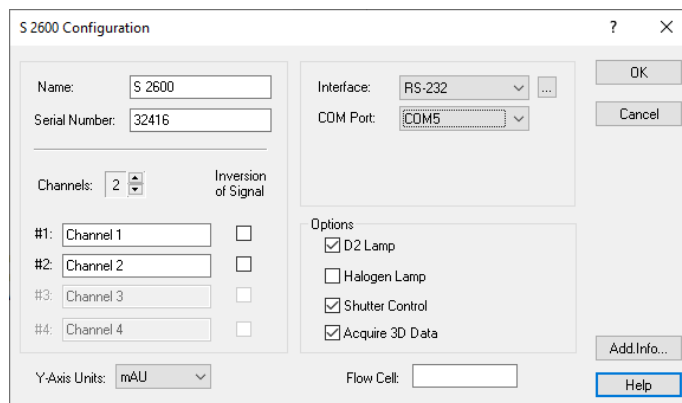 S 2600 Configuration
? X
Name: S 2600
Serial Number: 32416
Channels: 2
Inversion
of Signal
#1: Channel 1
#2: Channel 2
#3: Channel 3
#4: Channel 4
Y-Axis Units: mAU
Interface: RS-232 ...
COM Port: COM5
Options
D2 Lamp
Halogen Lamp
Shutter Control
Acquire 3D Data
Flow Cell:
OK
Cancel
Add.Info...
Help